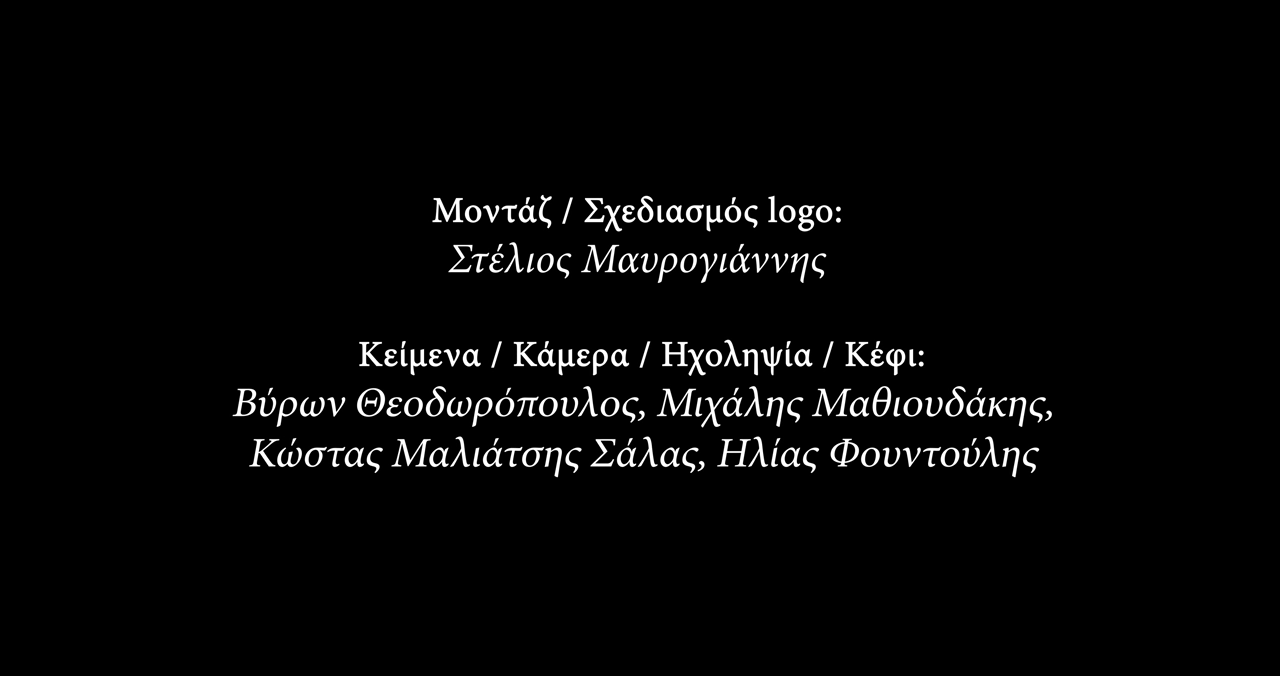 Μοντάζ / Σχεδιασμός logo:
Στέλιος Μαυρογιάννης
Κείμενα / Κάμερα / Ηχοληψία / Κέφι:
Βύρων Θεοδωρόπουλος, Μιχάλης Μαθιουδάκης,
Κώστας Μαλιάτσης Σάλας, Ηλίας Φουντούλης